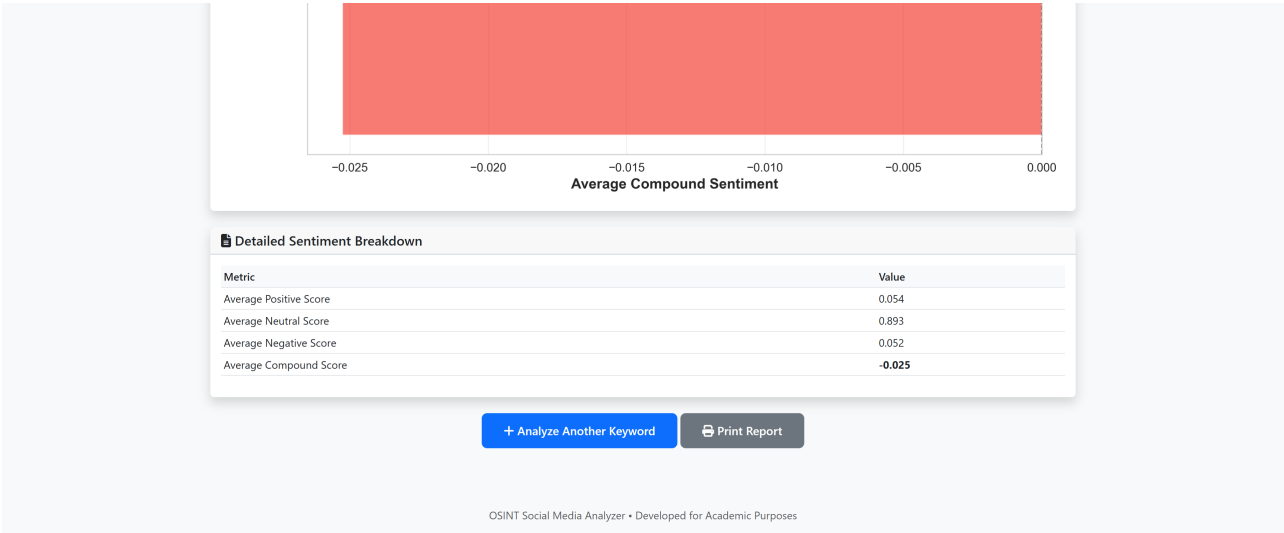 −0.025 −0.020 −0.015 −0.010 −0.005 0.000
Average Compound Sentiment
Detailed Sentiment Breakdown
Metric Value
Average Positive Score 0.054
Average Neutral Score 0.893
Average Negative Score 0.052
Average Compound Score -0.025
+ Analyze Another Keyword Print Report
OSINT Social Media Analyzer • Developed for Academic Purposes